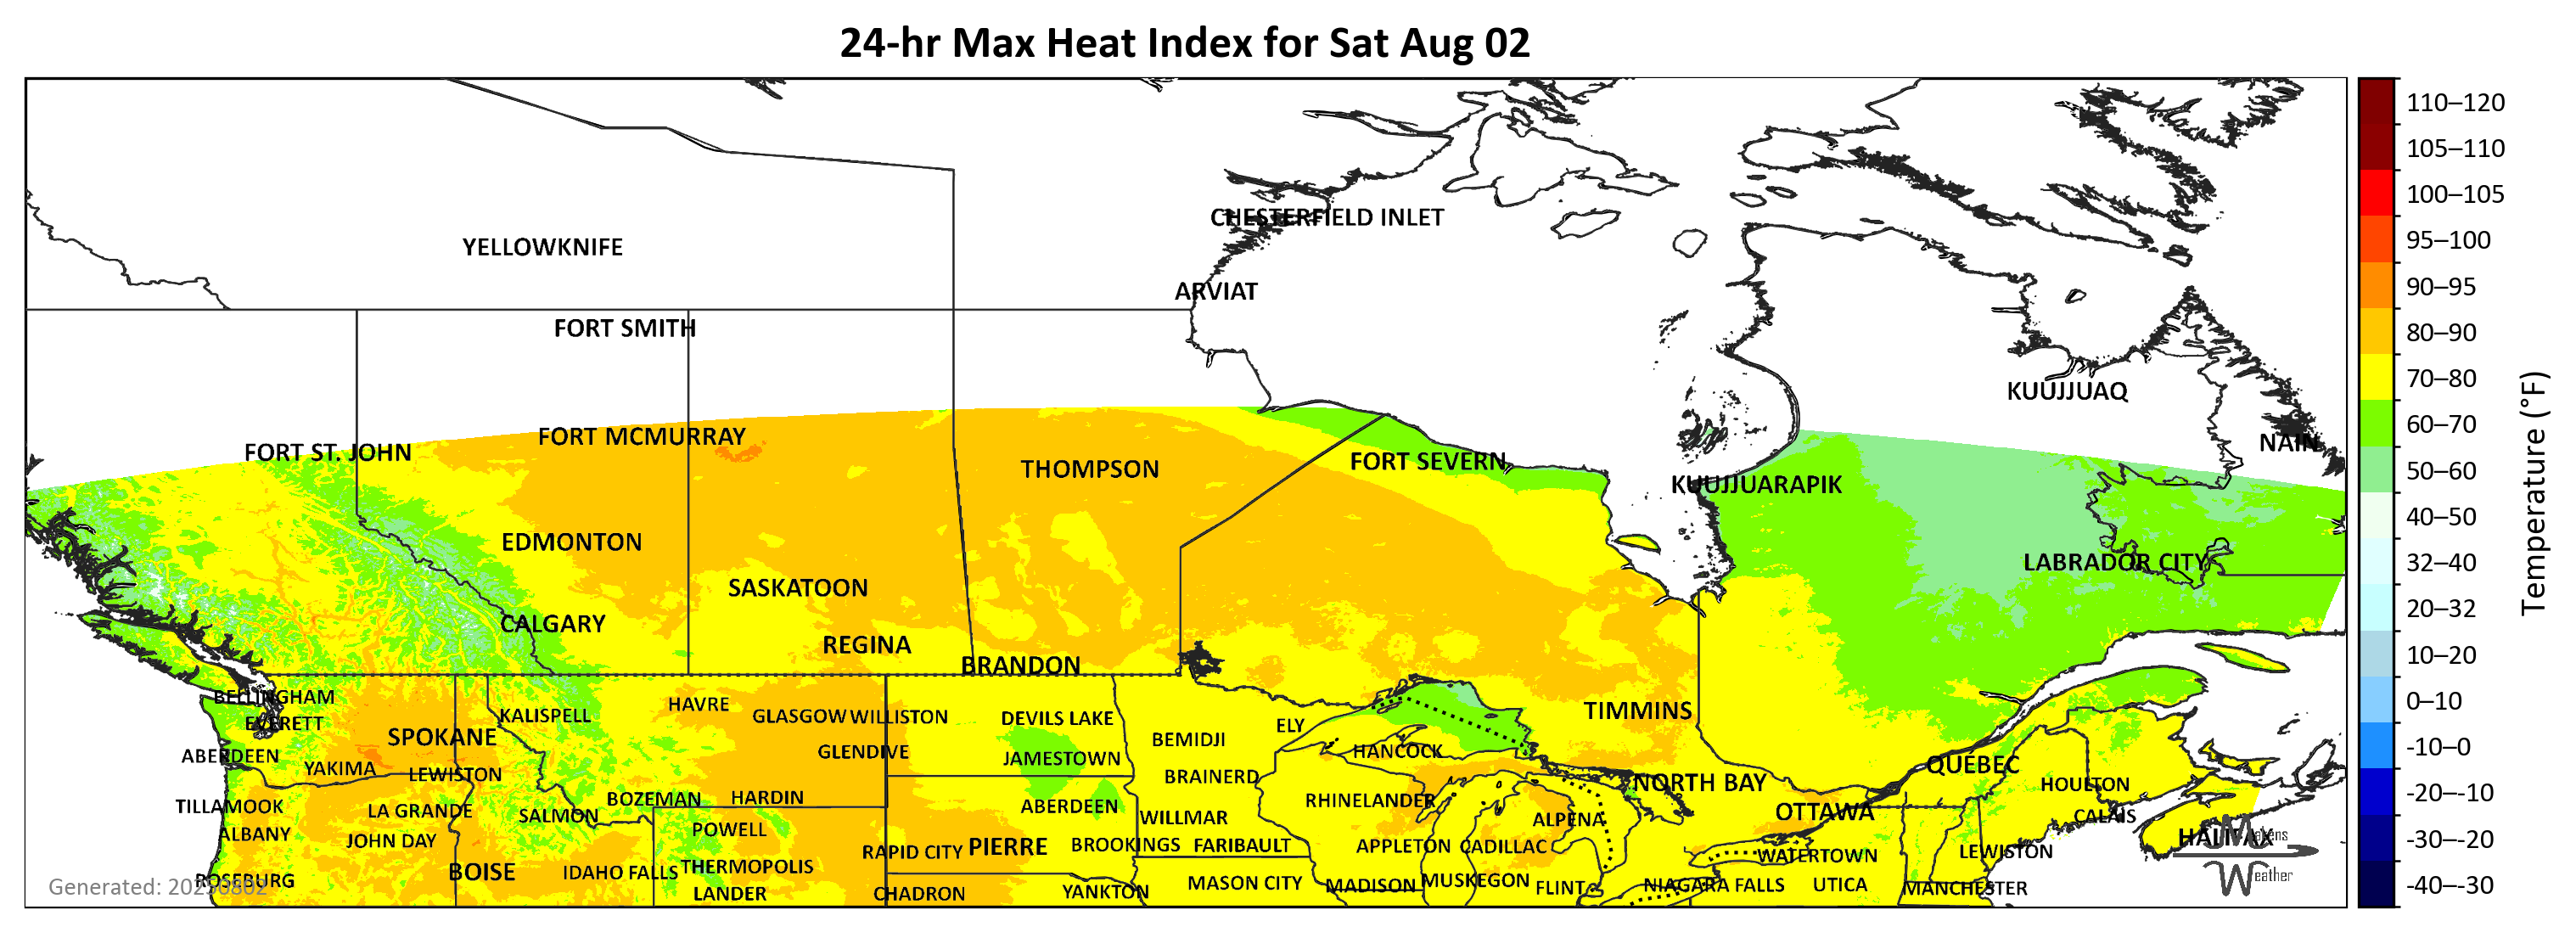 24-hr Max Heat Index for Sat Aug 02
110–120
105–110
100–105
95–100
90–95
80–90
70–80
60–70
50–60
40–50
32–40
20–32
10–20
0–10
-10–0
-20–-10
-30–-20
-40–-30
Temperature (°F)
CHESTERFIELD INLET
YELLOWKNIFE
ARVIAT
FORT SMITH
KUUJJUAQ
FORT MCMURRAY
NAIN
FORT ST. JOHN
FORT SEVERN
THOMPSON
KUUJJUARAPIK
EDMONTON
LABRADOR CITY
SASKATOON
CALGARY
REGINA
BRANDON
BELLINGHAM
HAVRE
TIMMINS
KALISPELL
GLASGOW
WILLISTON
DEVILS LAKE
EVERETT
ELY
SPOKANE
BEMIDJI
GLENDIVE
HANCOCK
ABERDEEN
JAMESTOWN
QUÉBEC
YAKIMA
LEWISTON
BRAINERD
NORTH BAY
HOULTON
BOZEMAN
HARDIN
RHINELANDER
TILLAMOOK
ABERDEEN
LA GRANDE
OTTAWA
SALMON
CALAIS
WILLMAR
ALPENA
POWELL
ALBANY
HALIFAX
JOHN DAY
PIERRE
BROOKINGS
FARIBAULT
APPLETON
CADILLAC
RAPID CITY
LEWISTON
WATERTOWN
THERMOPOLIS
BOISE
IDAHO FALLS
ROSEBURG
MUSKEGON
MASON CITY
MADISON
FLINT
NIAGARA FALLS
UTICA
MANCHESTER
LANDER
CHADRON
YANKTON
Generated: 20250802
Makens
Weather